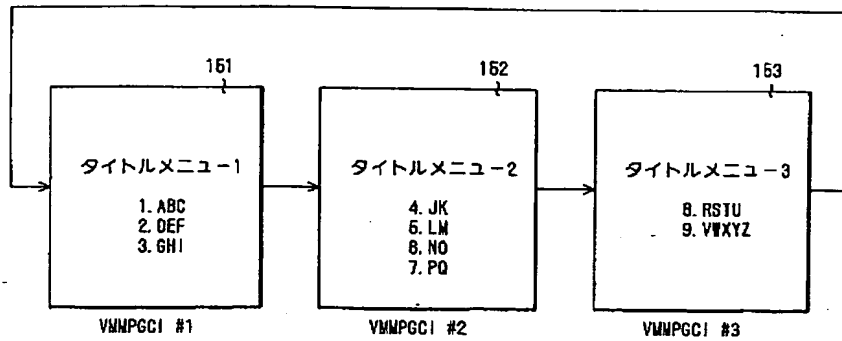 151
152
153
タイトルメニュー1
1. ABC
2. DEF
3. GHI
タイトルメニュー2
4. JK
5. LM
6. NO
7. PQ
タイトルメニュー3
8. RSTU
9. VWXYZ
VMMPGCI #1
VMMPGCI #2
VMMPGCI #3